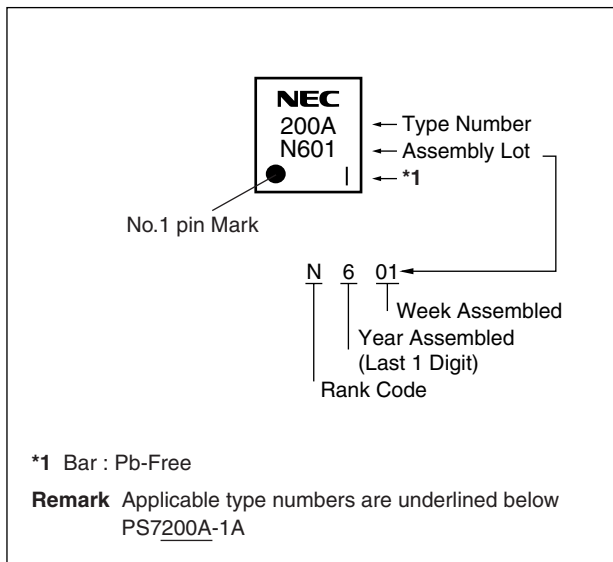 NEC
200A
Type Number
N601
Assembly Lot
|
*1
No.1 pin Mark
N 6 01
Week Assembled
Year Assembled
(Last 1 Digit)
Rank Code
*1 Bar : Pb-Free
Remark Applicable type numbers are underlined below
PS7200A-1A